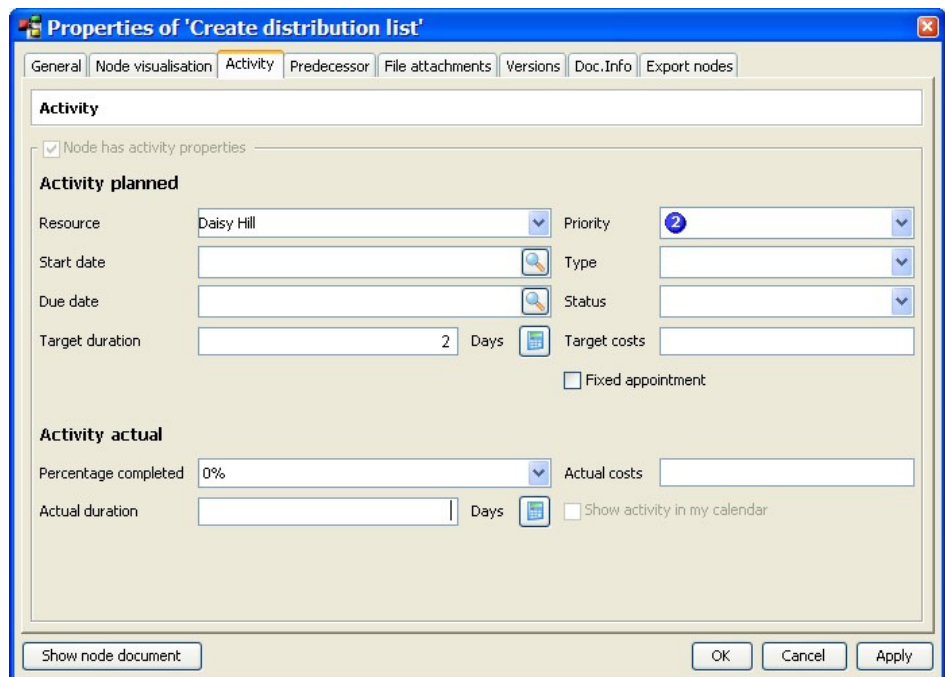 Properties of 'Create distribution list'
General Node visualisation Activity Predecessor File attachments Versions Doc.Info Export nodes
Activity
Node has activity properties
Activity planned
Resource Daisy Hill Priority 2
Start date Type
Due date Status
Target duration 2 Days Target costs
Fixed appointment
Activity actual
Percentage completed 0% Actual costs
Actual duration Days Show activity in my calendar
Show node document OK Cancel Apply